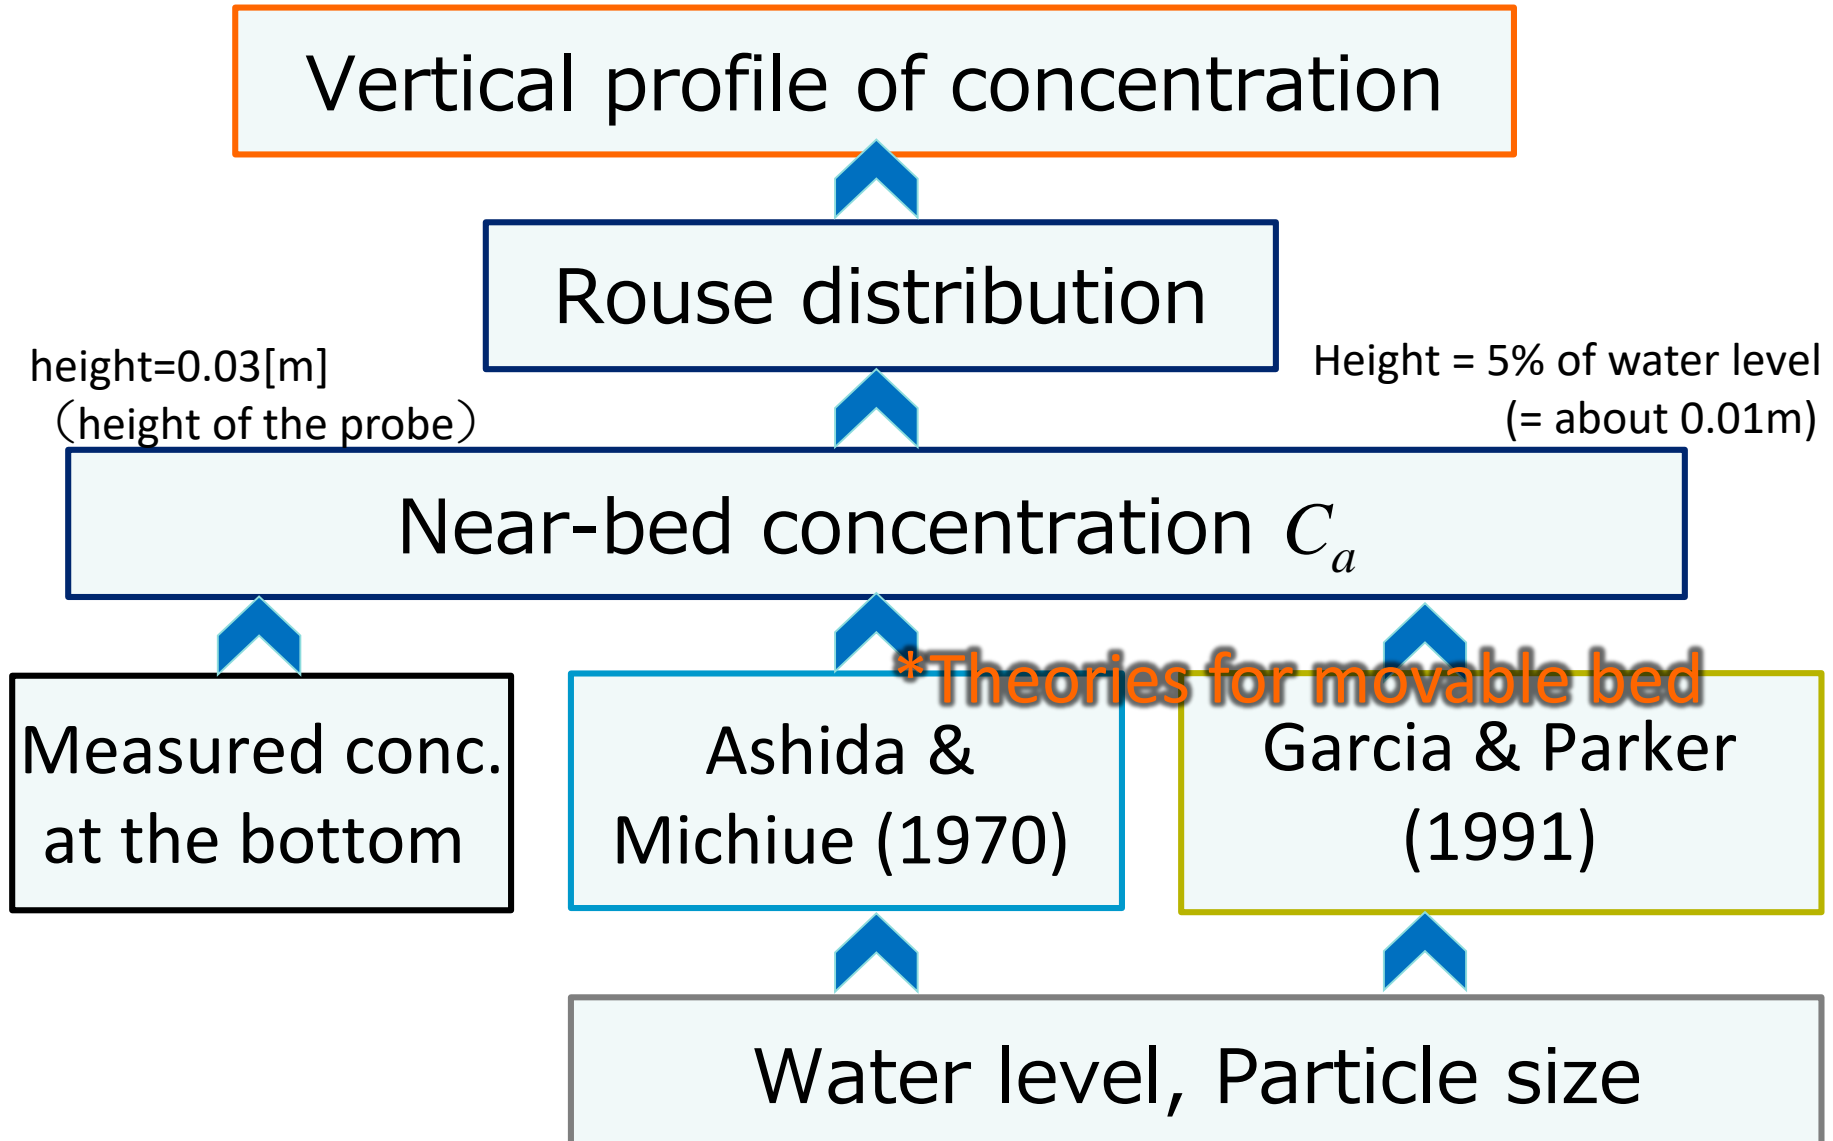 Vertical profile of concentration
Rouse distribution
height=0.03[m]
（height of the probe）
Height = 5% of water level
(= about 0.01m)
Near-bed concentration Cₐ
*Theories for movable bed
Measured conc.
at the bottom
Ashida &
Michiue (1970)
Garcia & Parker
(1991)
Water level, Particle size